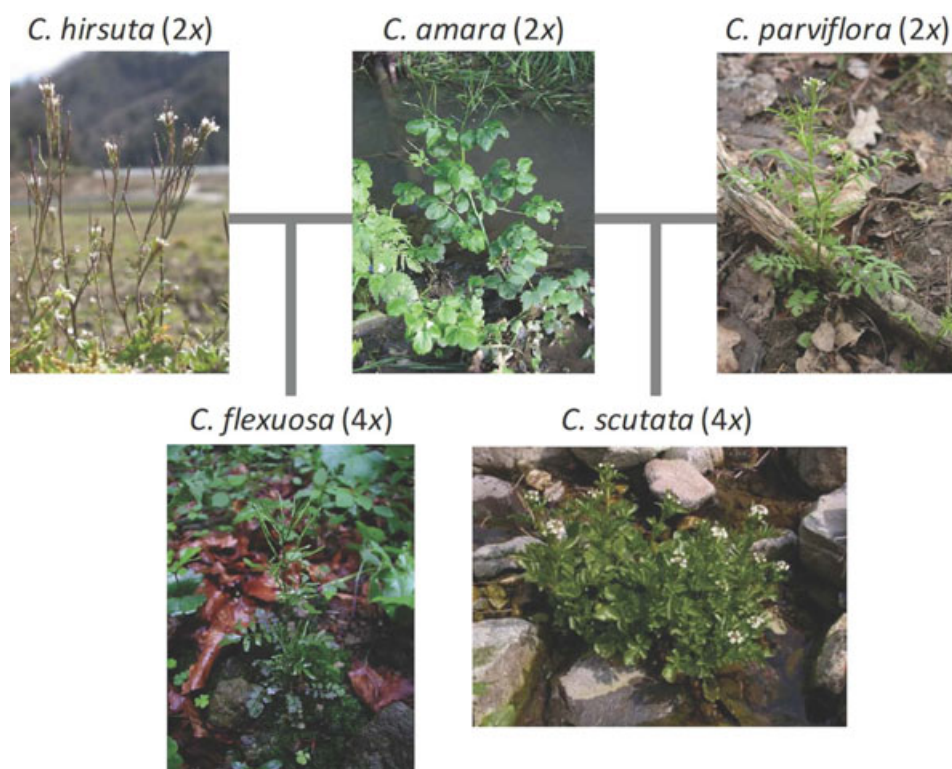 C. hirsuta (2x)
C. amara (2x)
C. parviflora (2x)
C. flexuosa (4x)
C. scutata (4x)